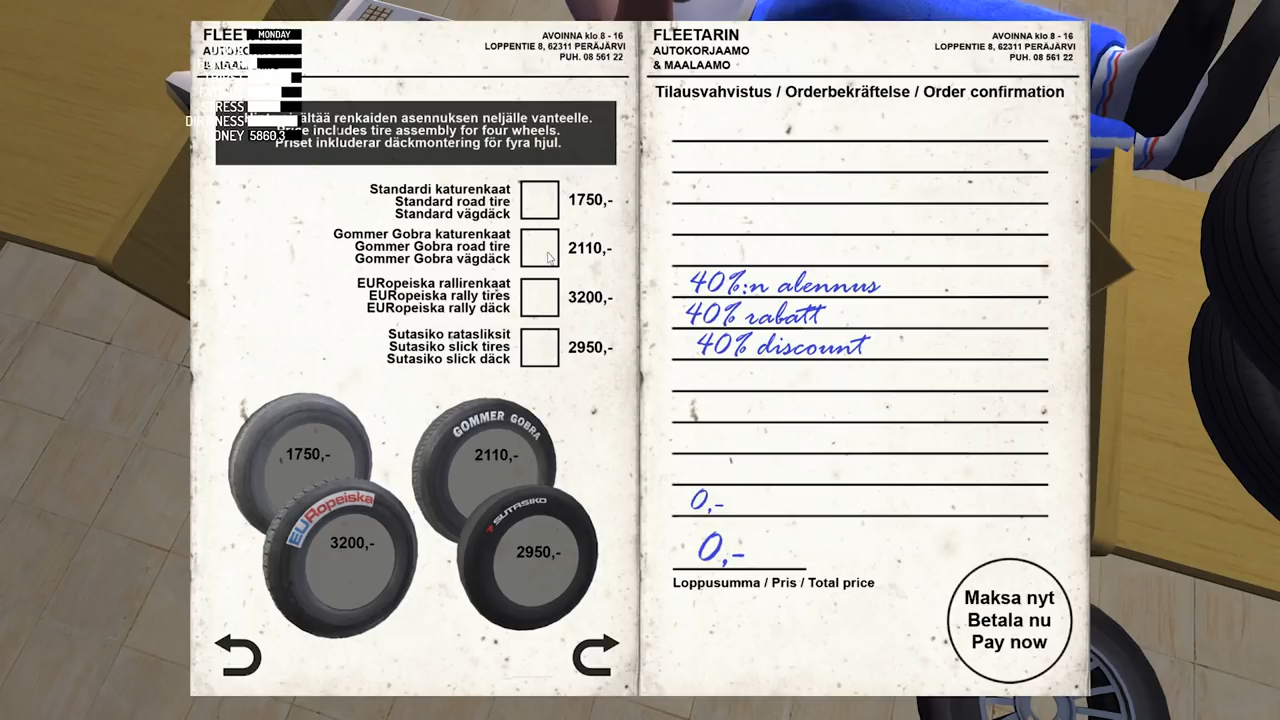 MONDAY
RESS
NESS
ONEY 5860,3
FLEET
& MAALA
AVOINNA klo 8 - 16
LOPPENTIE 8, 62311 PERÄJÄRVI
PUH. 08 561 22
ältää renkaiden asennuksen neljälle vanteelle.
Price includes tire assembly for four wheels.
Priset inkluderar däckmontering för fyra hjul.
Standardi katurenkaat
Standard road tire
Standard vägdäck
1750,-
Gommer Gobra katurenkaat
Gommer Gobra road tire
Gommer Gobra vägdäck
2110,-
EURopeiska rallirenkaat
EURopeiska rally tires
EURopeiska rally däck
3200,-
Sutasiko ratasliksit
Sutasiko slick tires
Sutasiko slick däck
2950,-
GOMMER GOBRA
1750,-
2110,-
EURopeiska
SUTASIKO
3200,-
2950,-
FLEETARIN
AUTOKORJAAMO
& MAALAAMO
AVOINNA klo 8 - 16
LOPPENTIE 8, 62311 PERÄJÄRVI
PUH. 08 561 22
Tilausvahvistus / Orderbekräftelse / Order confirmation
40%:n alennus
40% rabatt
40% discount
0,-
0,-
Loppusumma / Pris / Total price
Maksa nyt
Betala nu
Pay now